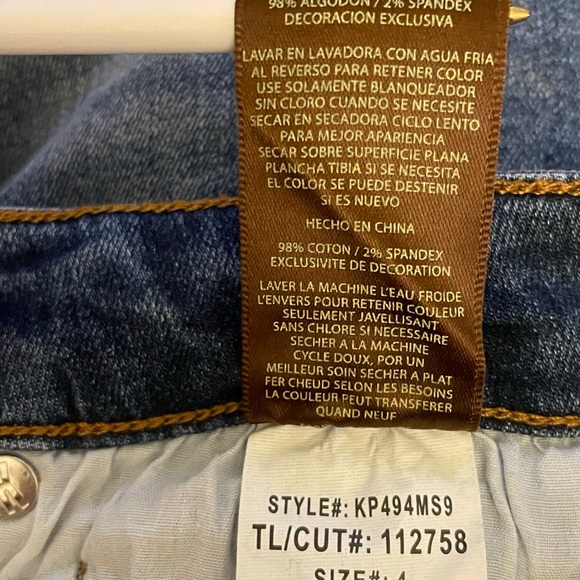 98% ALGODON / 2% SPANDEX
DECORACION EXCLUSIVA
LAVAR EN LAVADORA CON AGUA FRIA
AL REVERSO PARA RETENER COLOR
USE SOLAMENTE BLANQUEADOR
SIN CLORO CUANDO SE NECESITE
SECAR EN SECADORA CICLO LENTO
PARA MEJOR APARIENCIA
SECAR SOBRE SUPERFICIE PLANA
PLANCHA TIBIA SI SE NECESITA
EL COLOR SE PUEDE DESTENIR
SI ES NUEVO
HECHO EN CHINA
98% COTON / 2% SPANDEX
EXCLUSIVITE DE DECORATION
LAVER LA MACHINE L'EAU FROIDE
L'ENVERS POUR RETENIR COULEUR
SEULEMENT JAVELLISANT
SANS CHLORE SI NECESSAIRE
SECHER A LA MACHINE
CYCLE DOUX, POR UN
MEILLEUR SOIN SECHER A PLAT
FER CHEUD SELON LES BESOINS
LA COULEUR PEUT TRANSFERER
QUAND NEUF
STYLE#: KP494MS9
TL/CUT#: 112758
SIZE#: 4